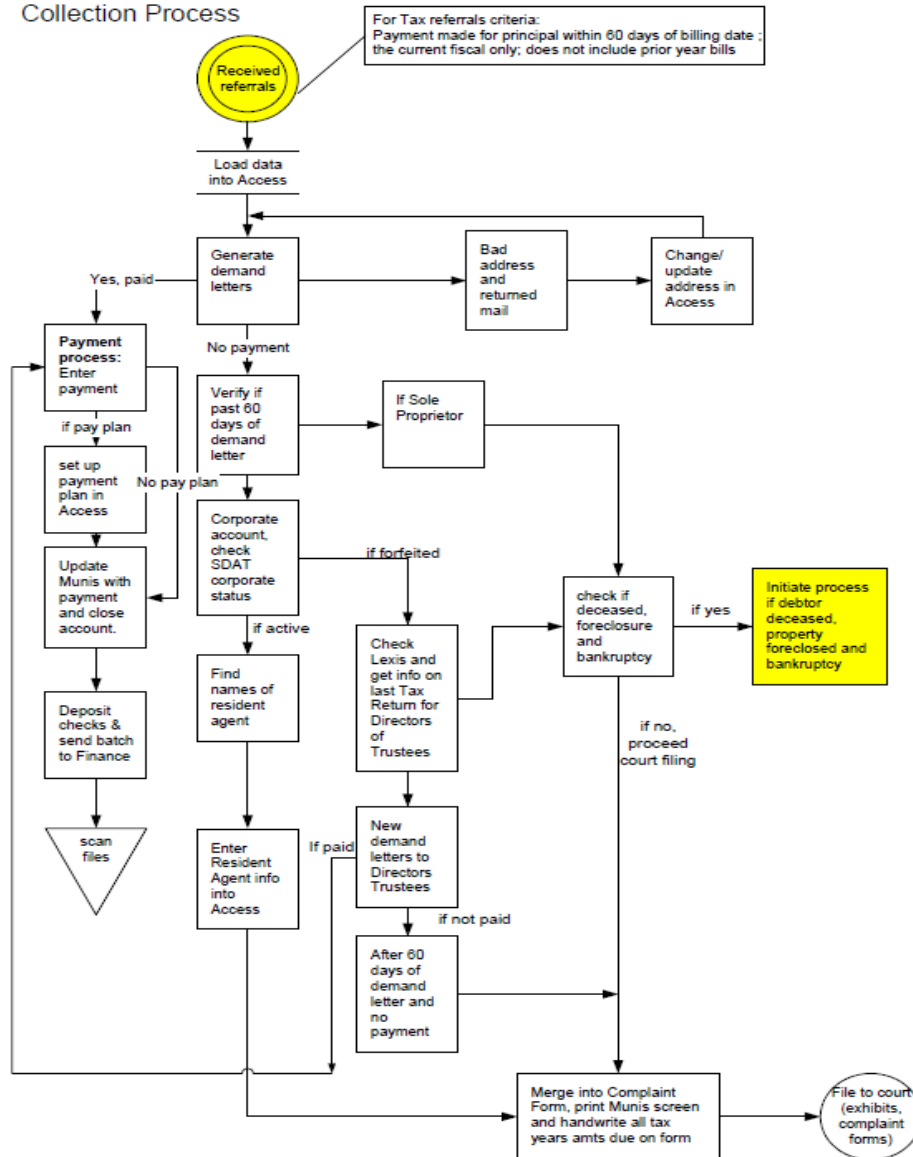 Collection Process
For Tax referrals criteria:
Payment made for principal within 60 days of billing date ;
the current fiscal only; does not include prior year bills
Received
referrals
Load data
into Access
Generate
demand
letters
Bad
address
and
returned
mail
Change/
update
address in
Access
Yes, paid
No payment
Payment
process:
Enter
payment
Verify if
past 60
days of
demand
letter
If Sole
Proprietor
if pay plan
set up
payment
plan in
Access
No pay plan
Corporate
account,
check
SDAT
corporate
status
if forfeited
Update
Munis with
payment
and close
account.
check if
deceased,
foreclosure
and
bankruptcy
if yes
Initiate process
if debtor
deceased,
property
foreclosed and
bankruptcy
if active
Find
names of
resident
agent
Check
Lexis and
get info on
last Tax
Return for
Directors
of
Trustees
Deposit
checks &
send batch
to Finance
if no,
proceed
court filing
scan
files
Enter
Resident
Agent info
into
Access
If paid
New
demand
letters to
Directors
Trustees
if not paid
After 60
days of
demand
letter and
no
payment
Merge into Complaint
Form, print Munis screen
and handwrite all tax
years amts due on form
File to court
(exhibits,
complaint
forms)